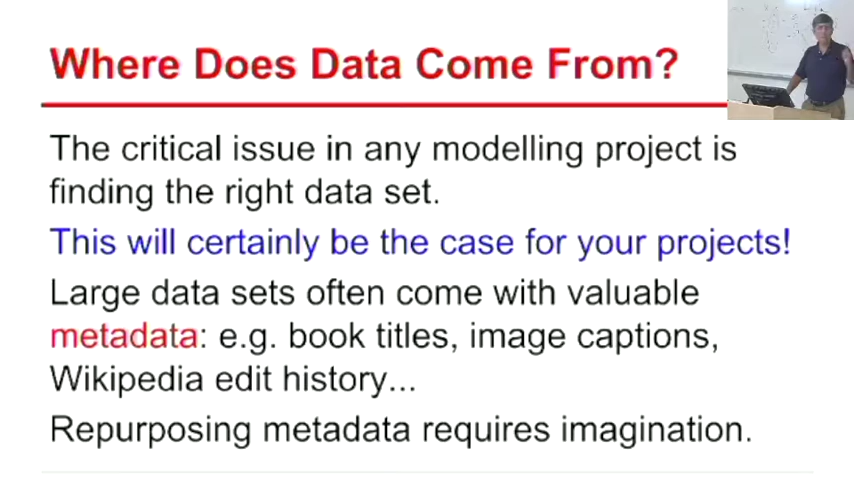 Where Does Data Come From?
The critical issue in any modelling project is
finding the right data set.
This will certainly be the case for your projects!
Large data sets often come with valuable
metadata: e.g. book titles, image captions,
Wikipedia edit history...
Repurposing metadata requires imagination.